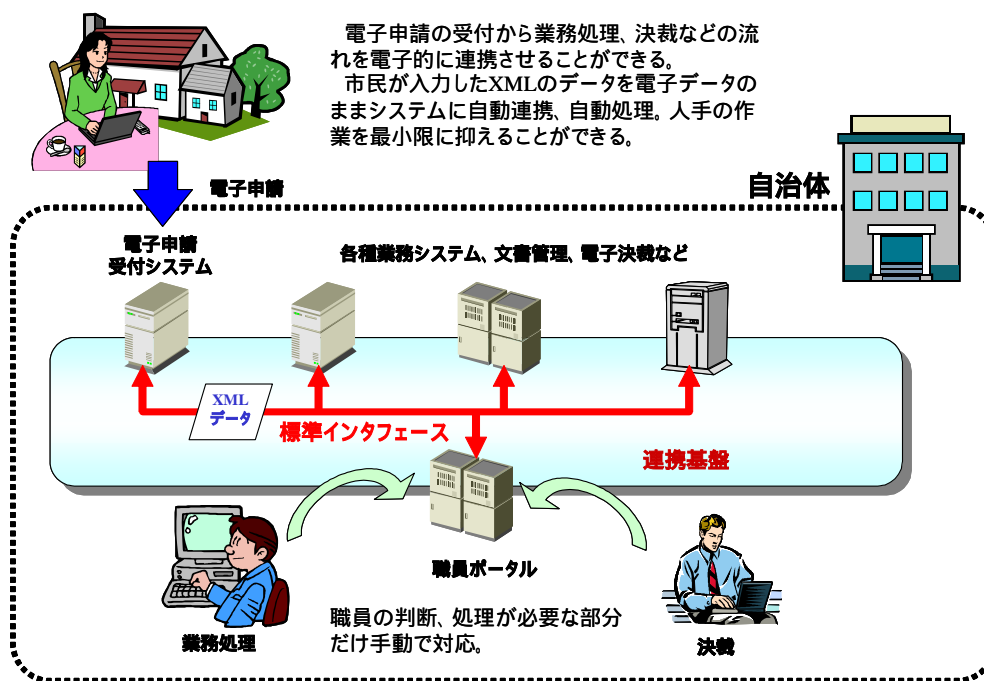 電子申請の受付から業務処理、決裁などの流
れを電子的に連携させることができる。
市民が入力したXMLのデータを電子データの
ままシステムに自動連携、自動処理。人手の作
業を最小限に抑えることができる。
電子申請
自治体
電子申請
受付システム
各種業務システム、文書管理、電子決裁など
XML
データ
標準インタフェース
連携基盤
職員ポータル
業務処理
職員の判断、処理が必要な部分
だけ手動で対応。
決裁